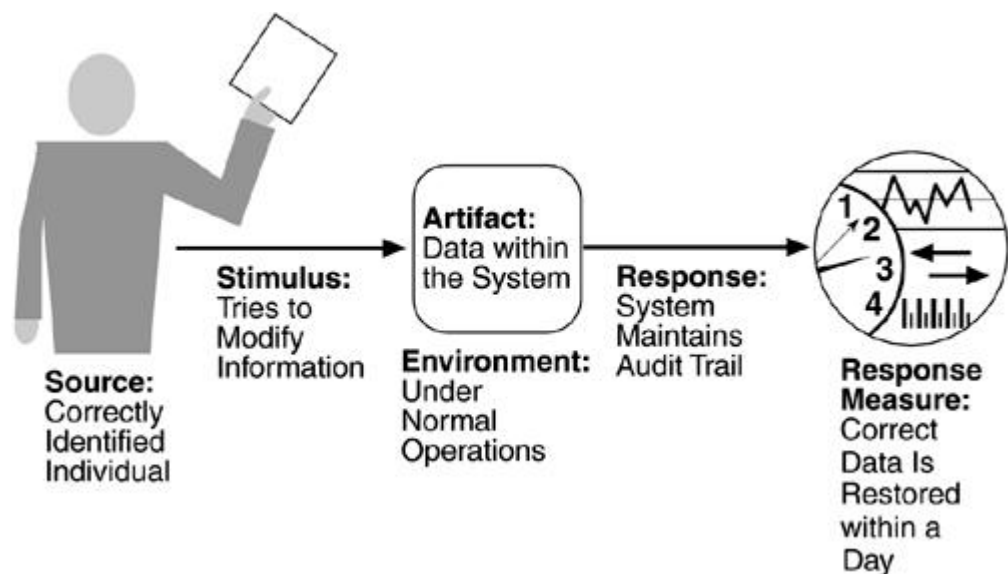 Source:
Correctly
Identified
Individual
Stimulus:
Tries to
Modify
Information
Artifact:
Data within
the System
Environment:
Under
Normal
Operations
Response:
System
Maintains
Audit Trail
1
2
3
4
Response
Measure:
Correct
Data Is
Restored
within a
Day